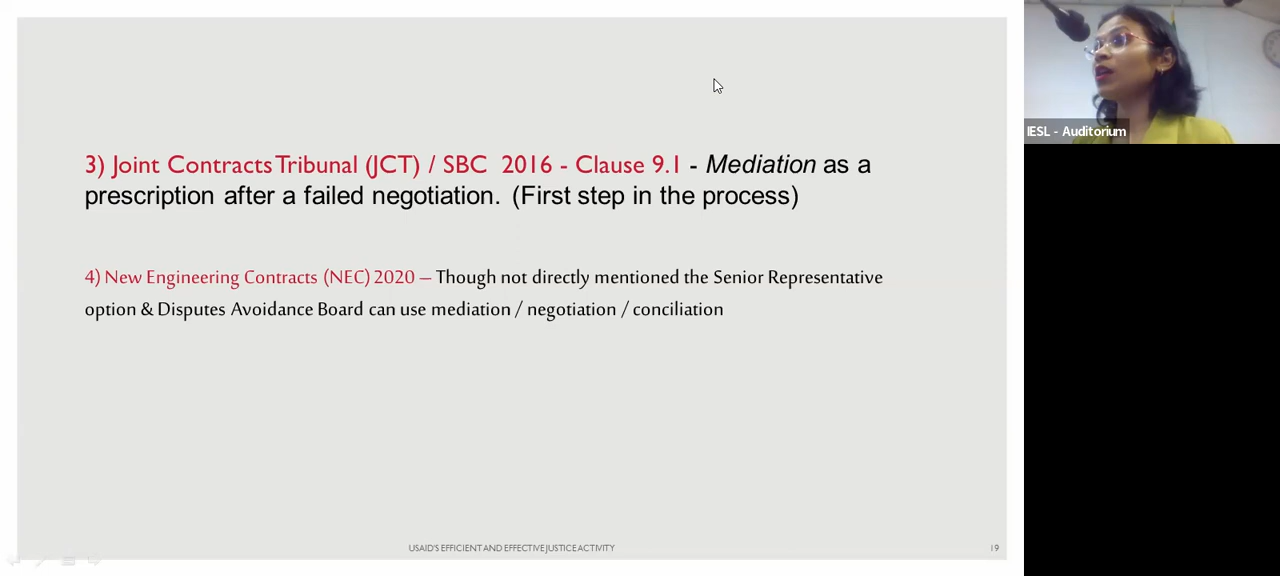 3) Joint Contracts Tribunal (JCT) / SBC 2016 - Clause 9.1 - Mediation as a
prescription after a failed negotiation. (First step in the process)
4) New Engineering Contracts (NEC) 2020 – Though not directly mentioned the Senior Representative
option & Disputes Avoidance Board can use mediation / negotiation / conciliation
USAID'S EFFICIENT AND EFFECTIVE JUSTICE ACTIVITY
19
IESL - Auditorium